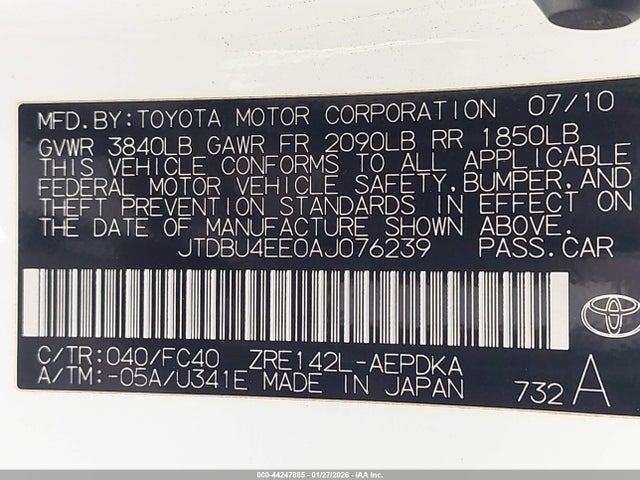 MFD.BY:TOYOTA MOTOR CORPORATION 07/10
GVWR 3840LB GAWR FR 2090LB RR 1850LB
THIS VEHICLE CONFORMS TO ALL APPLICABLE
FEDERAL MOTOR VEHICLE SAFETY,BUMPER,AND
THEFT PREVENTION STANDARDS IN EFFECT ON
THE DATE OF MANUFACTURE SHOWN ABOVE.
JTDBU4EE0AJ076239 PASS.CAR
C/TR:040/FC40 ZRE142L-AEPDKA
A/TM:-05A/U341E MADE IN JAPAN 732 A
000-44247885 - 01/27/2026 - IAA Inc.